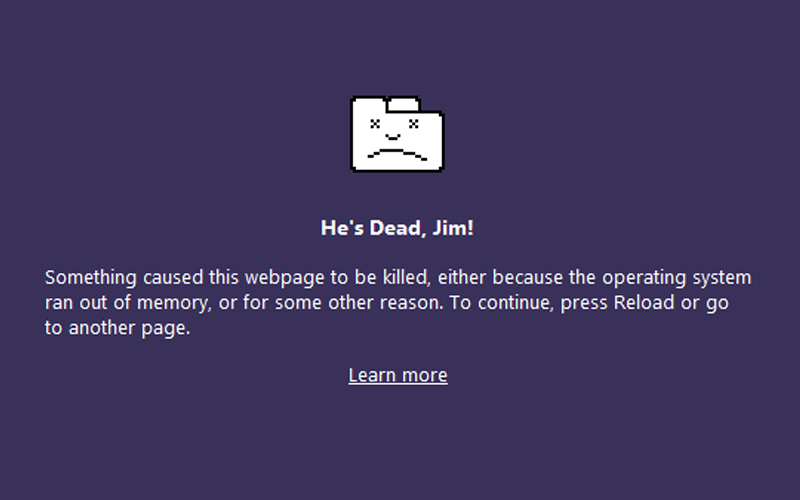 He's Dead, Jim!
Something caused this webpage to be killed, either because the operating system
ran out of memory, or for some other reason. To continue, press Reload or go
to another page.
Learn more